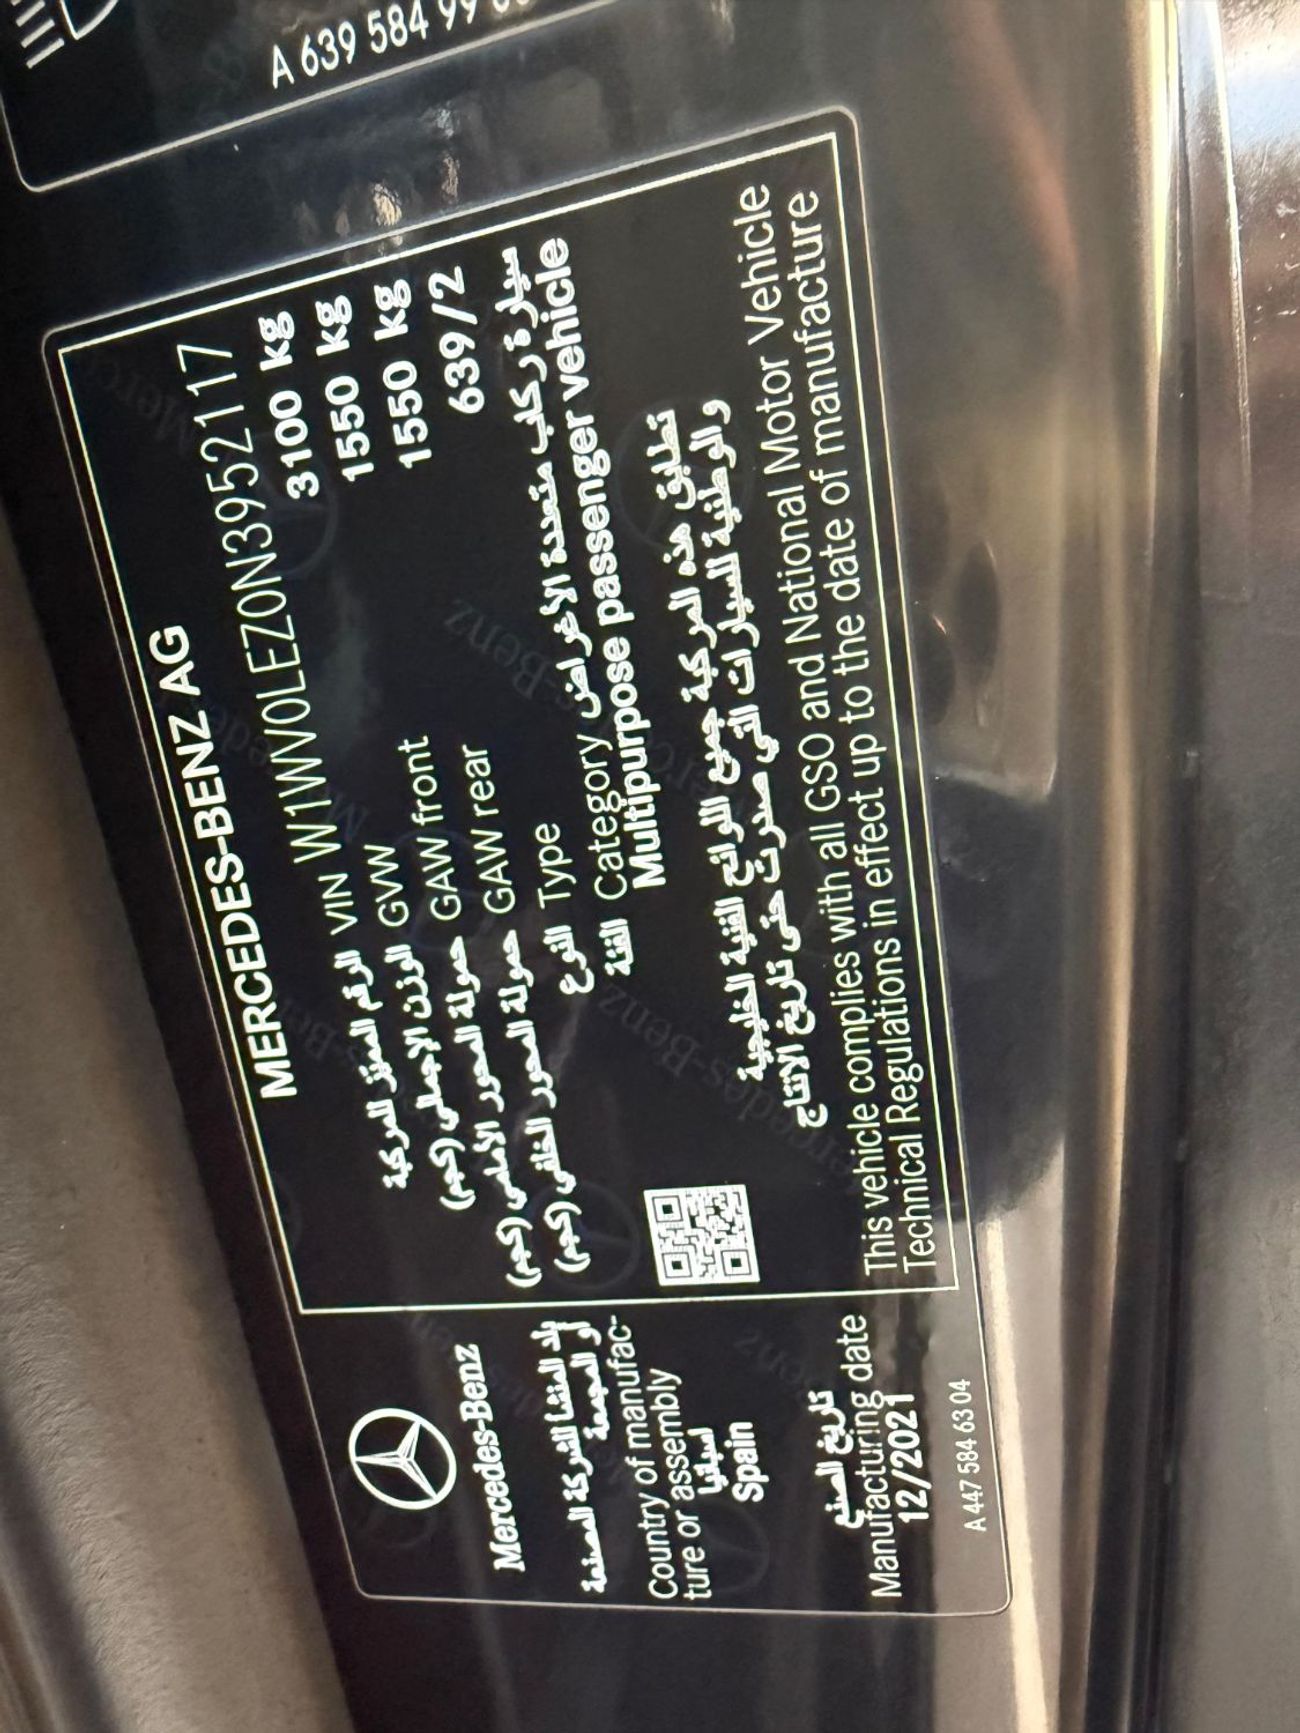 A 639 584 99
MERCEDES-BENZ AG
الرقم المميّز للمركبة VIN W1WV0LEZ0N3952117
الوزن الإجمالي (كجم) GVW 3100 kg
حمولة المحور الأمامي (كجم) GAW front 1550 kg
حمولة المحور الخلفي (كجم) GAW rear 1550 kg
النوع Type 639/2
الفئة Category سيارة ركاب متعددة الأغراض
Multipurpose passenger vehicle
تطابق هذه المركبة جميع اللوائح الفنية الخليجية
والوطنية للسيارات التي صدرت حتى تاريخ الانتاج
This vehicle complies with all GSO and National Motor Vehicle
Technical Regulations in effect up to the date of manufacture
Mercedes-Benz
بلد المنشأ للشركة المصنعة
أو المجمعة
Country of manufac-
ture or assembly
اسبانيا
Spain
تاريخ الصنع
Manufacturing date
12/2021
A 447 584 63 04